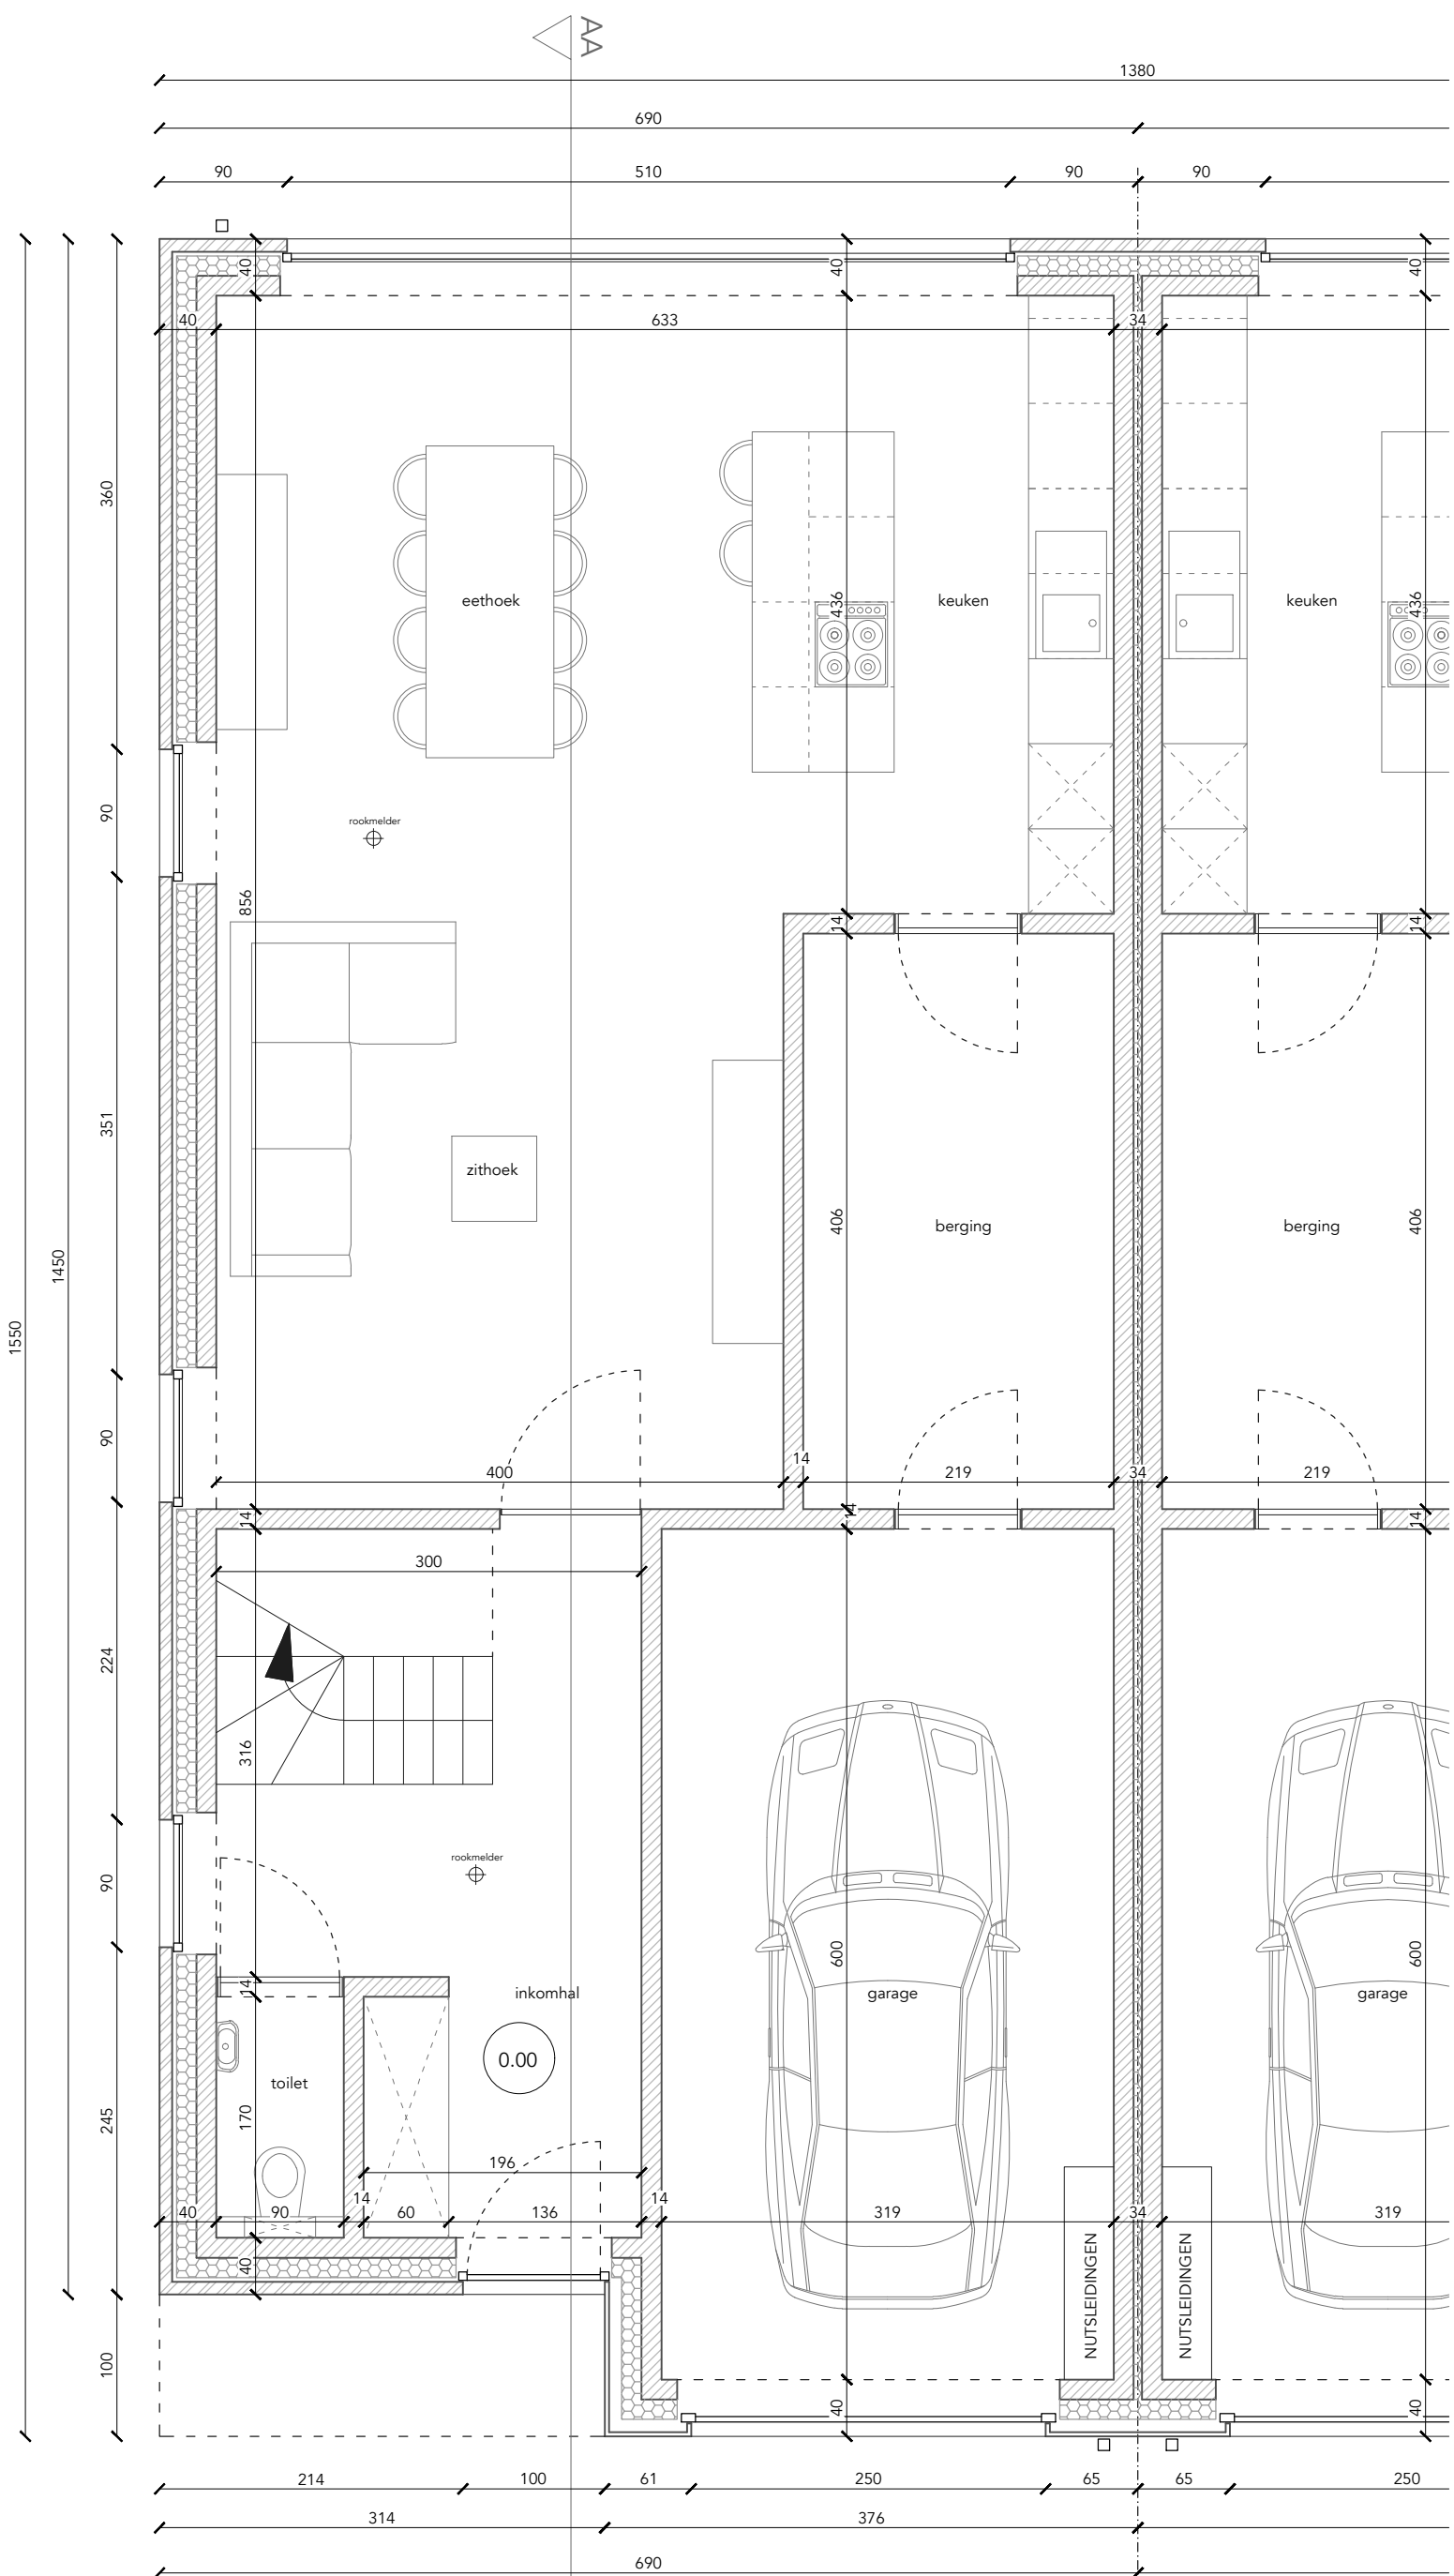 AA
1380
690
90 510 90 90
40 40 40
40 633 34
360
eethoek 436 keuken keuken 436
90
rookmelder
856
14 14
351
zithoek
406 berging berging 406
1450
1550
90
14
400 219 34 219
14 14 14
300
224
316
rookmelder
90
600 600
14
inkomhal garage garage
0.00
toilet
245 170
196
14 14
40 90 60 136 319 34 319
40
NUTSLEIDINGEN NUTSLEIDINGEN
100
40 40
214 100 61 250 65 65 250
314 376
690